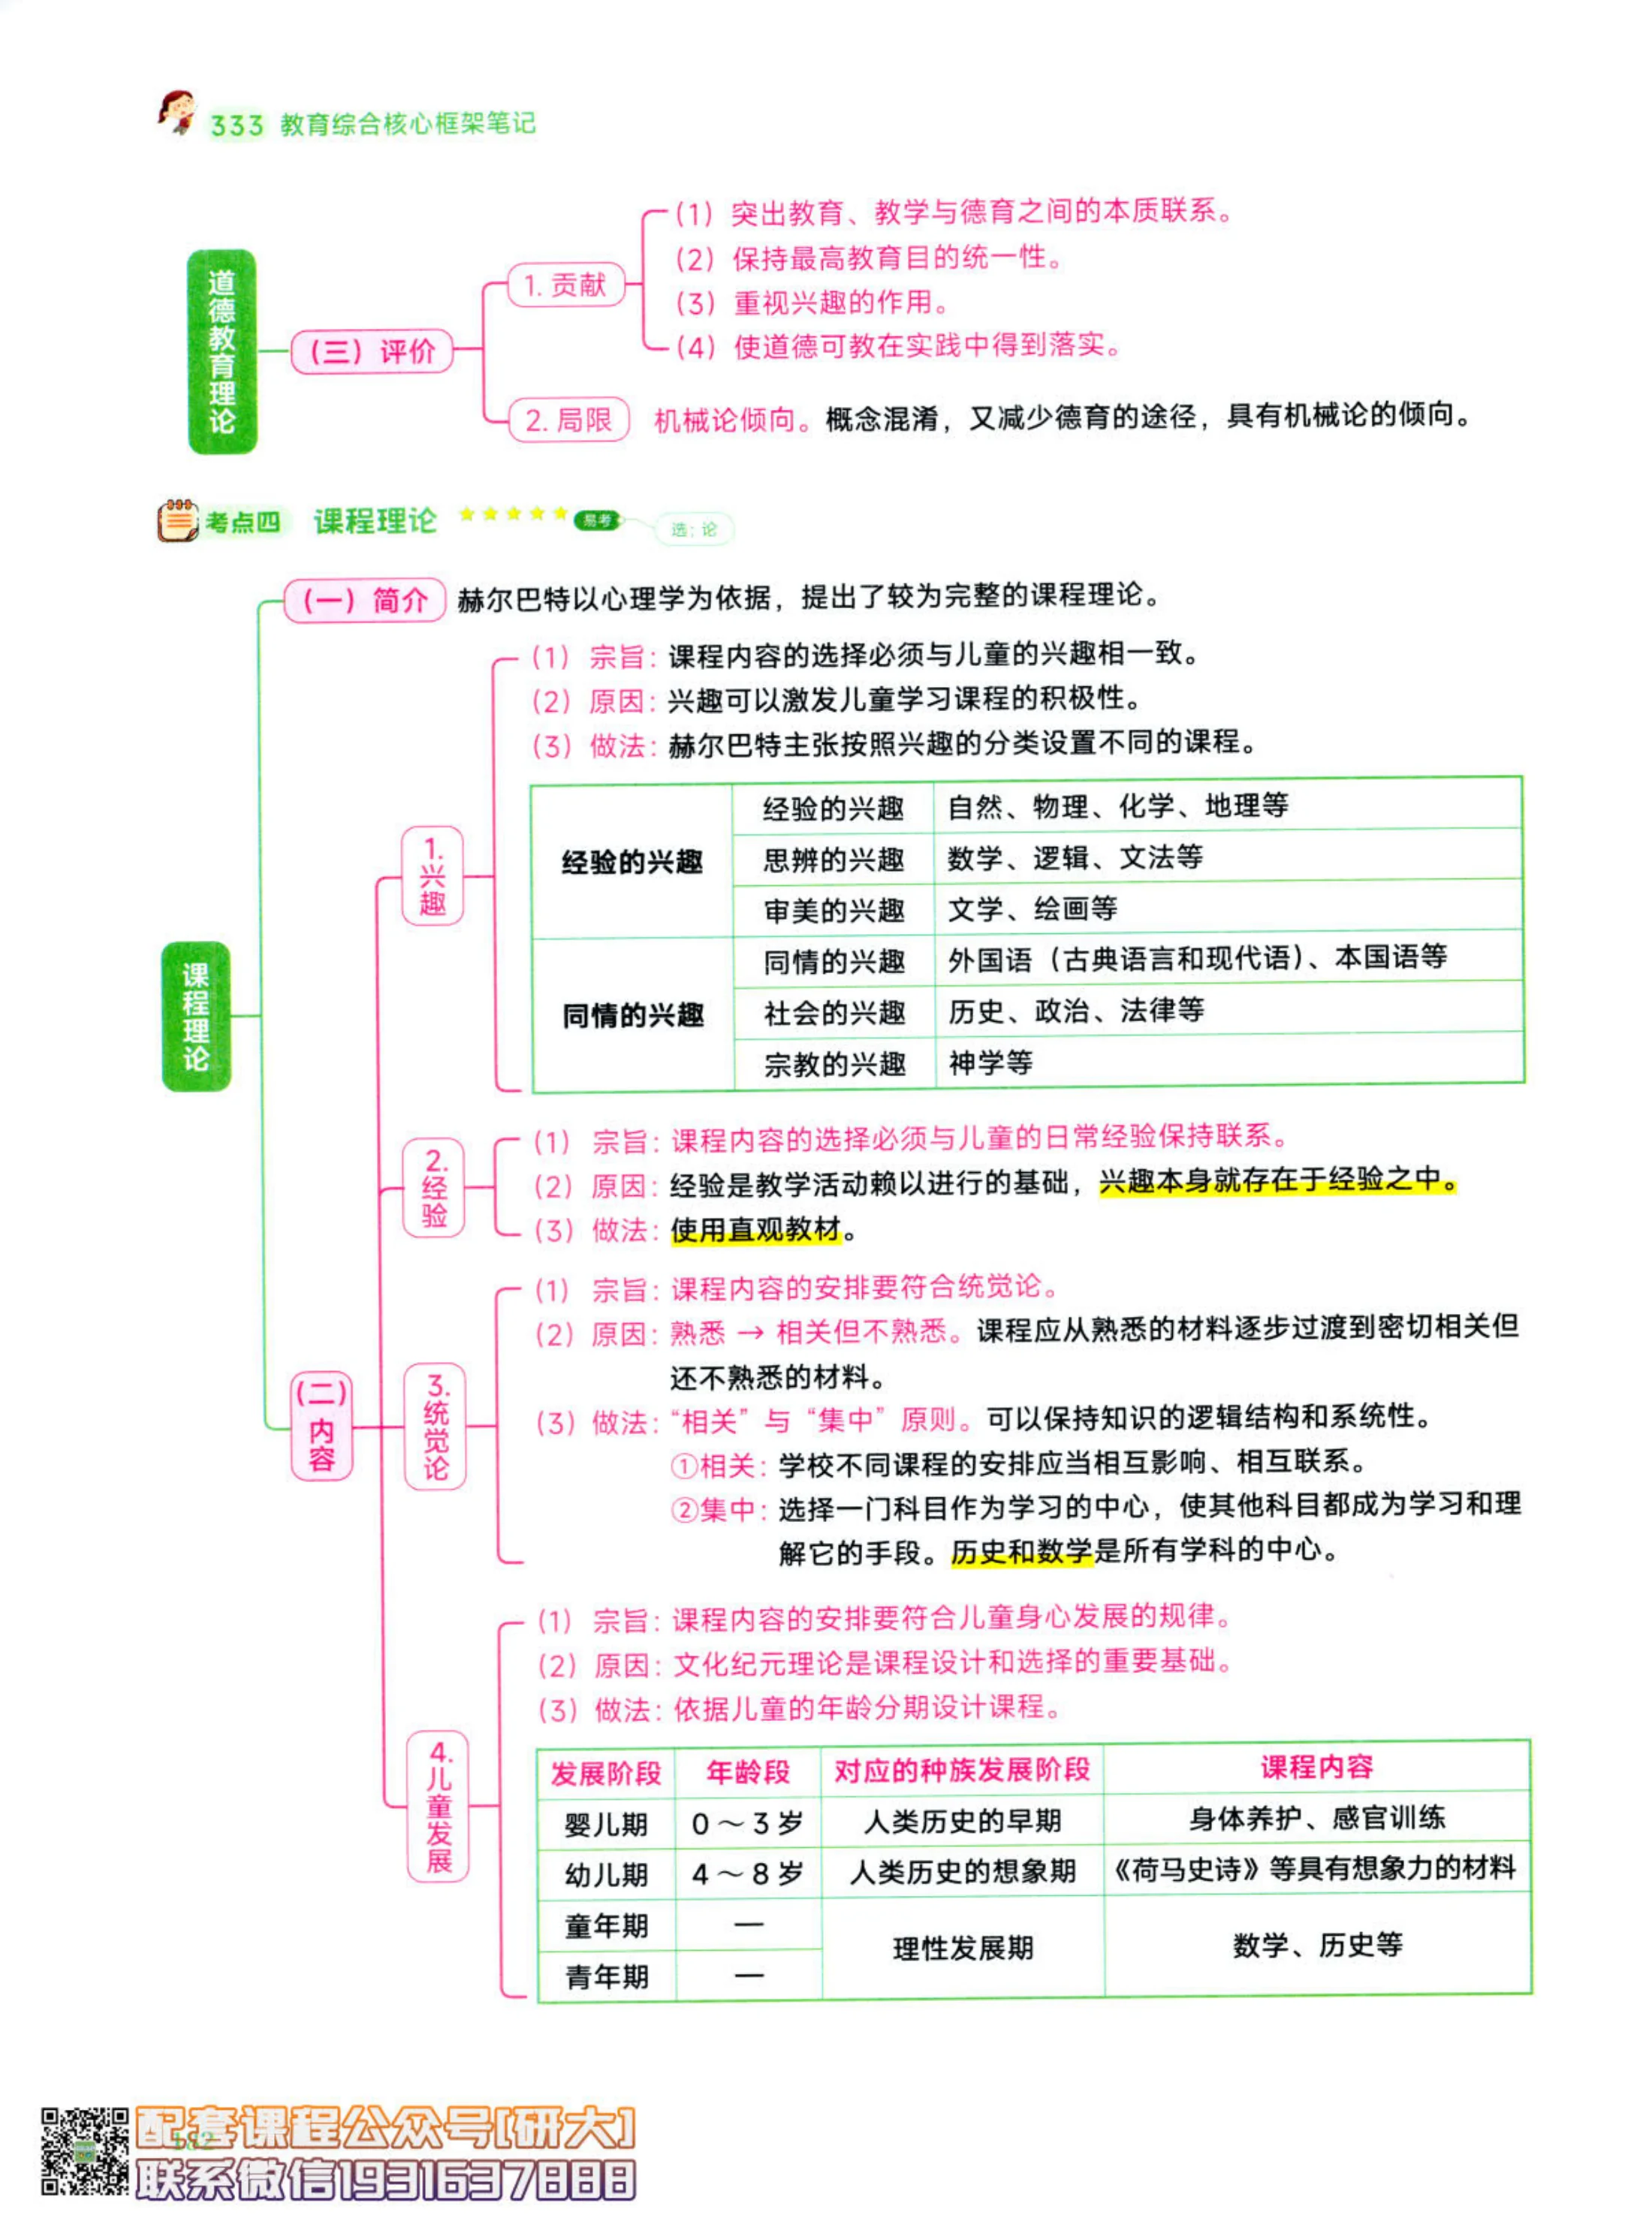 333 教育综合核心框架笔记
道德教育理论
(三) 评价
1. 贡献
(1) 突出教育、教学与德育之间的本质联系。
(2) 保持最高教育目的统一性。
(3) 重视兴趣的作用。
(4) 使道德可教在实践中得到落实。
2. 局限 机械论倾向。概念混淆，又减少德育的途径，具有机械论的倾向。
考点四 课程理论 ★★★★★ 易考 选；论
课程理论
(一) 简介 赫尔巴特以心理学为依据，提出了较为完整的课程理论。
(二) 内容
1. 兴趣
(1) 宗旨：课程内容的选择必须与儿童的兴趣相一致。
(2) 原因：兴趣可以激发儿童学习课程的积极性。
(3) 做法：赫尔巴特主张按照兴趣的分类设置不同的课程。
经验的兴趣
经验的兴趣 自然、物理、化学、地理等
思辨的兴趣 数学、逻辑、文法等
审美的兴趣 文学、绘画等
同情的兴趣
同情的兴趣 外国语（古典语言和现代语）、本国语等
社会的兴趣 历史、政治、法律等
宗教的兴趣 神学等
2. 经验
(1) 宗旨：课程内容的选择必须与儿童的日常经验保持联系。
(2) 原因：经验是教学活动赖以进行的基础，兴趣本身就存在于经验之中。
(3) 做法：使用直观教材。
3. 统觉论
(1) 宗旨：课程内容的安排要符合统觉论。
(2) 原因：熟悉 → 相关但不熟悉。课程应从熟悉的材料逐步过渡到密切相关但
还不熟悉的材料。
(3) 做法：“相关”与“集中”原则。可以保持知识的逻辑结构和系统性。
①相关：学校不同课程的安排应当相互影响、相互联系。
②集中：选择一门科目作为学习的中心，使其他科目都成为学习和理
解它的手段。历史和数学是所有学科的中心。
4. 儿童发展
(1) 宗旨：课程内容的安排要符合儿童身心发展的规律。
(2) 原因：文化纪元理论是课程设计和选择的重要基础。
(3) 做法：依据儿童的年龄分期设计课程。
发展阶段 年龄段 对应的种族发展阶段 课程内容
婴儿期 0～3岁 人类历史的早期 身体养护、感官训练
幼儿期 4～8岁 人类历史的想象期 《荷马史诗》等具有想象力的材料
童年期 — 理性发展期 数学、历史等
青年期 —
182
配套课程公众号[研大]
联系微信1931637888